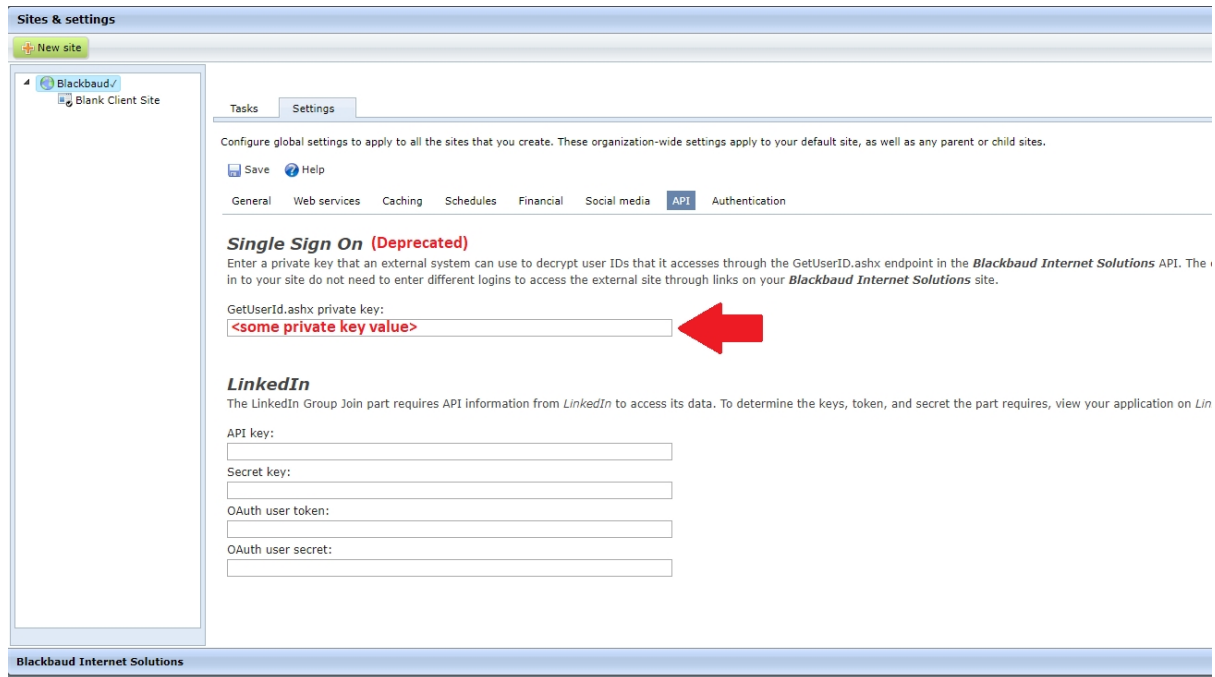 Sites & settings
New site
Blackbaud✓
Blank Client Site
Tasks Settings
Configure global settings to apply to all the sites that you create. These organization-wide settings apply to your default site, as well as any parent or child sites.
Save Help
General Web services Caching Schedules Financial Social media API Authentication
Single Sign On (Deprecated)
Enter a private key that an external system can use to decrypt user IDs that it accesses through the GetUserID.ashx endpoint in the Blackbaud Internet Solutions API. The
in to your site do not need to enter different logins to access the external site through links on your Blackbaud Internet Solutions site.
GetUserId.ashx private key:
<some private key value>
LinkedIn
The LinkedIn Group Join part requires API information from LinkedIn to access its data. To determine the keys, token, and secret the part requires, view your application on Lin
API key:
Secret key:
OAuth user token:
OAuth user secret:
Blackbaud Internet Solutions